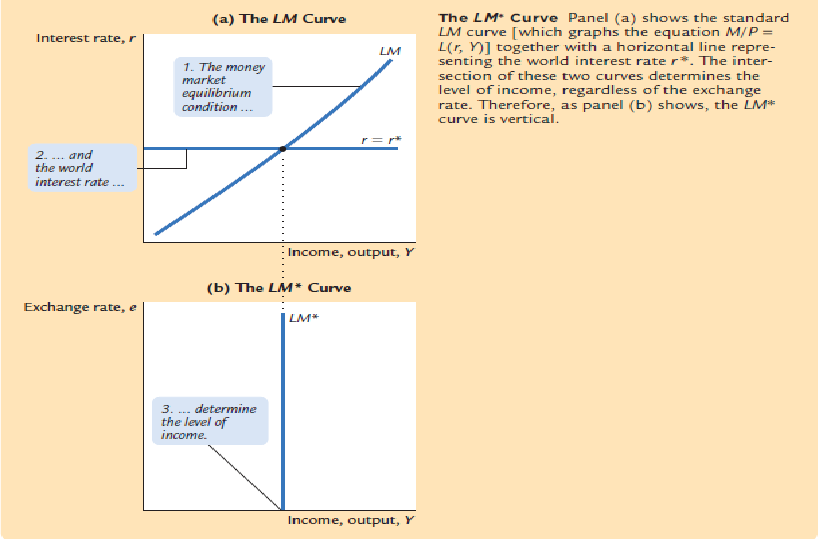 (a) The LM Curve
Interest rate, r
LM
1. The money
market
equilibrium
condition ...
r = r*
2. ... and
the world
interest rate ...
Income, output, Y
(b) The LM* Curve
Exchange rate, e
LM*
3. ... determine
the level of
income.
Income, output, Y
The LM* Curve Panel (a) shows the standard
LM curve [which graphs the equation M/P =
L(r, Y)] together with a horizontal line repre-
senting the world interest rate r*. The inter-
section of these two curves determines the
level of income, regardless of the exchange
rate. Therefore, as panel (b) shows, the LM*
curve is vertical.